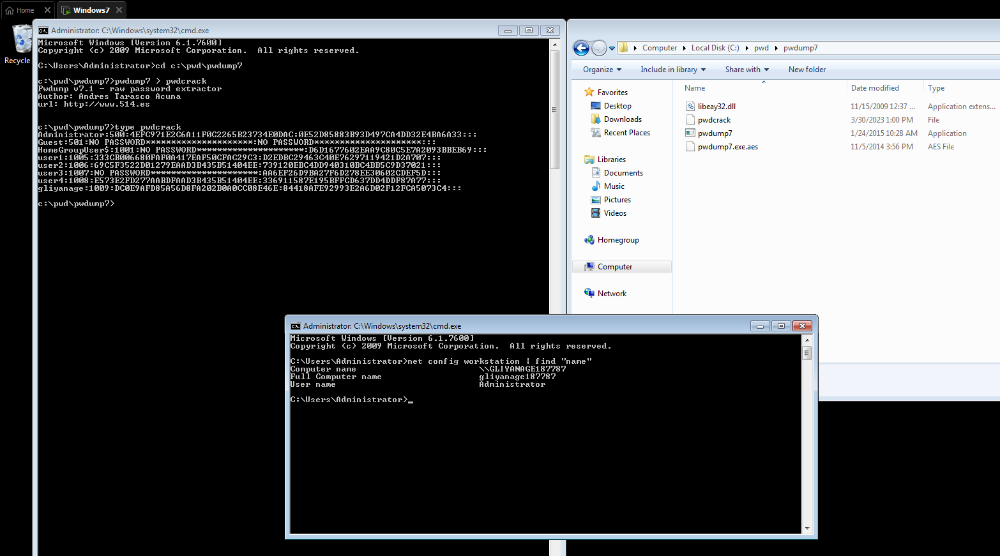 Home
Windows7
Recycle
Administrator: C:\Windows\system32\cmd.exe
Microsoft Windows [Version 6.1.7600]
Copyright (c) 2009 Microsoft Corporation.  All rights reserved.
C:\Users\Administrator>cd c:\pwd\pwdump7
c:\pwd\pwdump7>pwdump7 > pwdcrack
Pwdump v7.1 - raw password extractor
Author: Andres Tarasco Acuna
url: http://www.514.es
c:\pwd\pwdump7>type pwdcrack
Administrator:500:4EFC971E2C6A11F0C2265B23734E0DAC:0E52D85883B93D497CA4DD32E4BA6A33:::
Guest:501:NO PASSWORD*********************:NO PASSWORD*********************:::
HomeGroupUser$:1001:NO PASSWORD*********************:D6D1677602EAA9C80C5E7A2093BBEB69:::
user1:1005:333CB006680FAF0A417EAF50CFAC29C3:D2EDBC29463C40E76297119421D2A707:::
user2:1006:69C5F3522D01279EAAD3B435B51404EE:739120EBC4DD940310BC4BB5C9D37021:::
user3:1007:NO PASSWORD*********************:AA6EF26D9BA27F6D278EE30602CDEF5D:::
user4:1008:E573E2FD277AABDFAAD3B435B51404EE:336911587E195BFFCD637DD4DDF87A77:::
gliyanage:1009:DC0E9AFD85A56D8FA202B0A0CC08E46E:84418AFE92993E2A6D02F12FCA5073C4:::
c:\pwd\pwdump7>
Computer
Local Disk (C:)
pwd
pwdump7
Organize
Include in library
Share with
New folder
Favorites
Desktop
Downloads
Recent Places
Libraries
Documents
Music
Pictures
Videos
Homegroup
Computer
Network
Name Date modified Type
libeay32.dll 11/15/2009 12:37 ... Application extens...
pwdcrack 3/30/2023 1:00 PM File
pwdump7 1/24/2015 10:28 AM Application
pwdump7.exe.aes 11/5/2014 3:56 PM AES File
Administrator: C:\Windows\system32\cmd.exe
Microsoft Windows [Version 6.1.7600]
Copyright (c) 2009 Microsoft Corporation.  All rights reserved.
C:\Users\Administrator>net config workstation | find "name"
Computer name \\GLIYANAGE187787
Full Computer name gliyanage187787
User name Administrator
C:\Users\Administrator>_